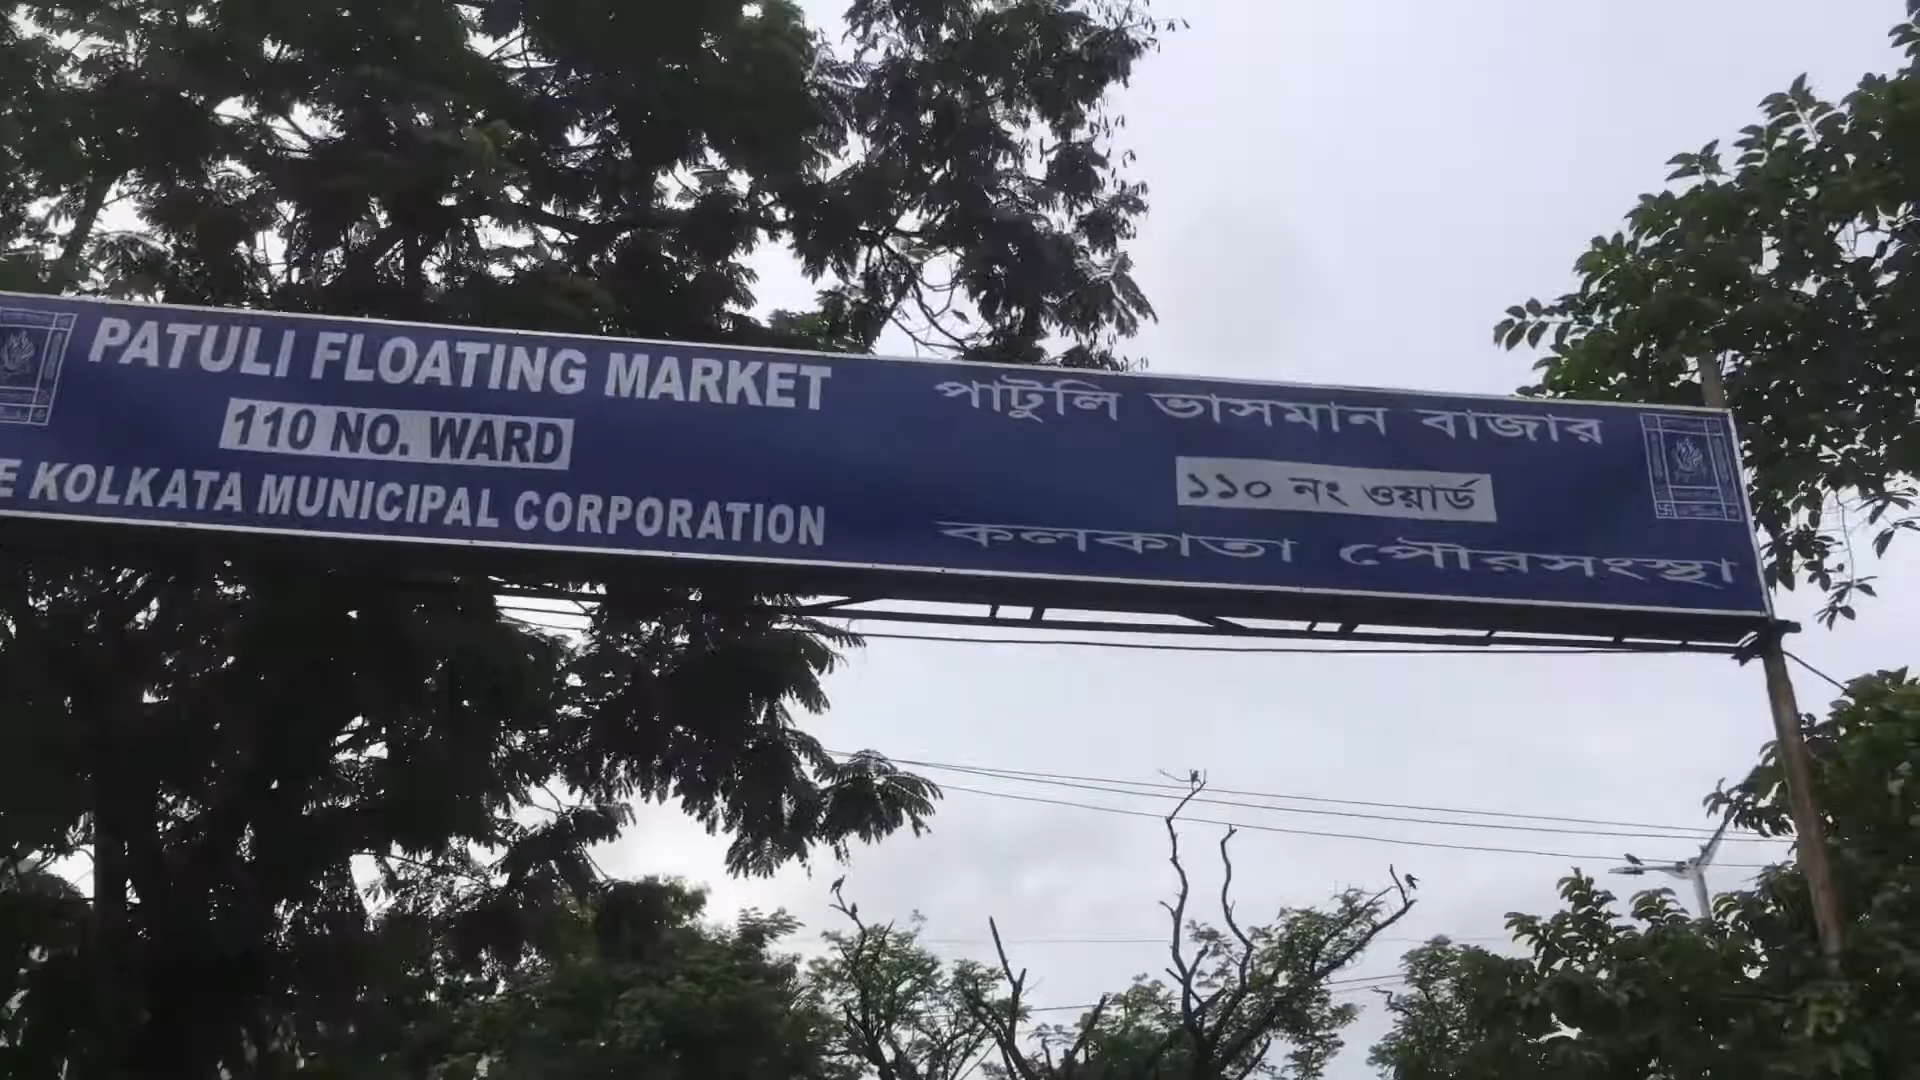 PATULI FLOATING MARKET
110 NO. WARD
KOLKATA MUNICIPAL CORPORATION
পাটুলি ভাসমান বাজার
১১০ নং ওয়ার্ড
কলকাতা পৌরসংস্থা